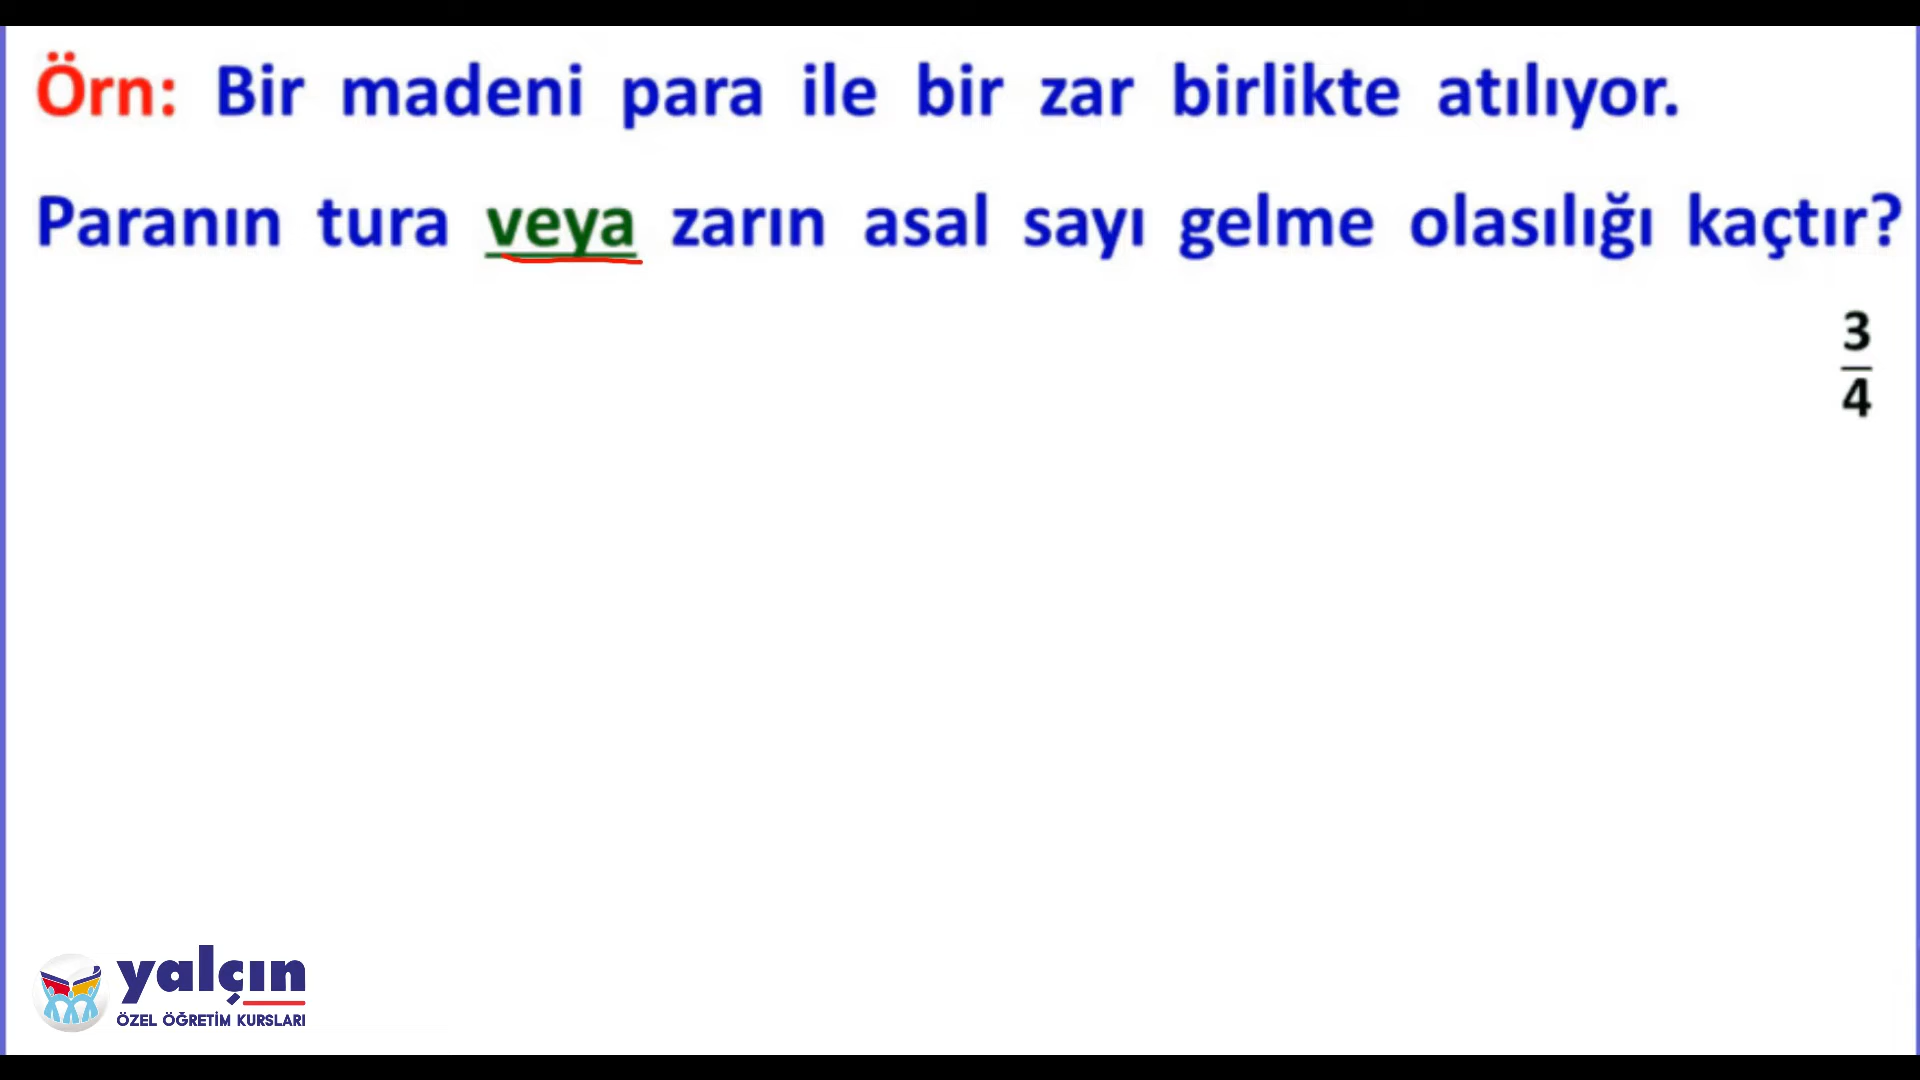 Örn: Bir madeni para ile bir zar birlikte atılıyor.
Paranın tura veya zarın asal sayı gelme olasılığı kaçtır?
3
4
yalçın
ÖZEL ÖĞRETİM KURSLARI